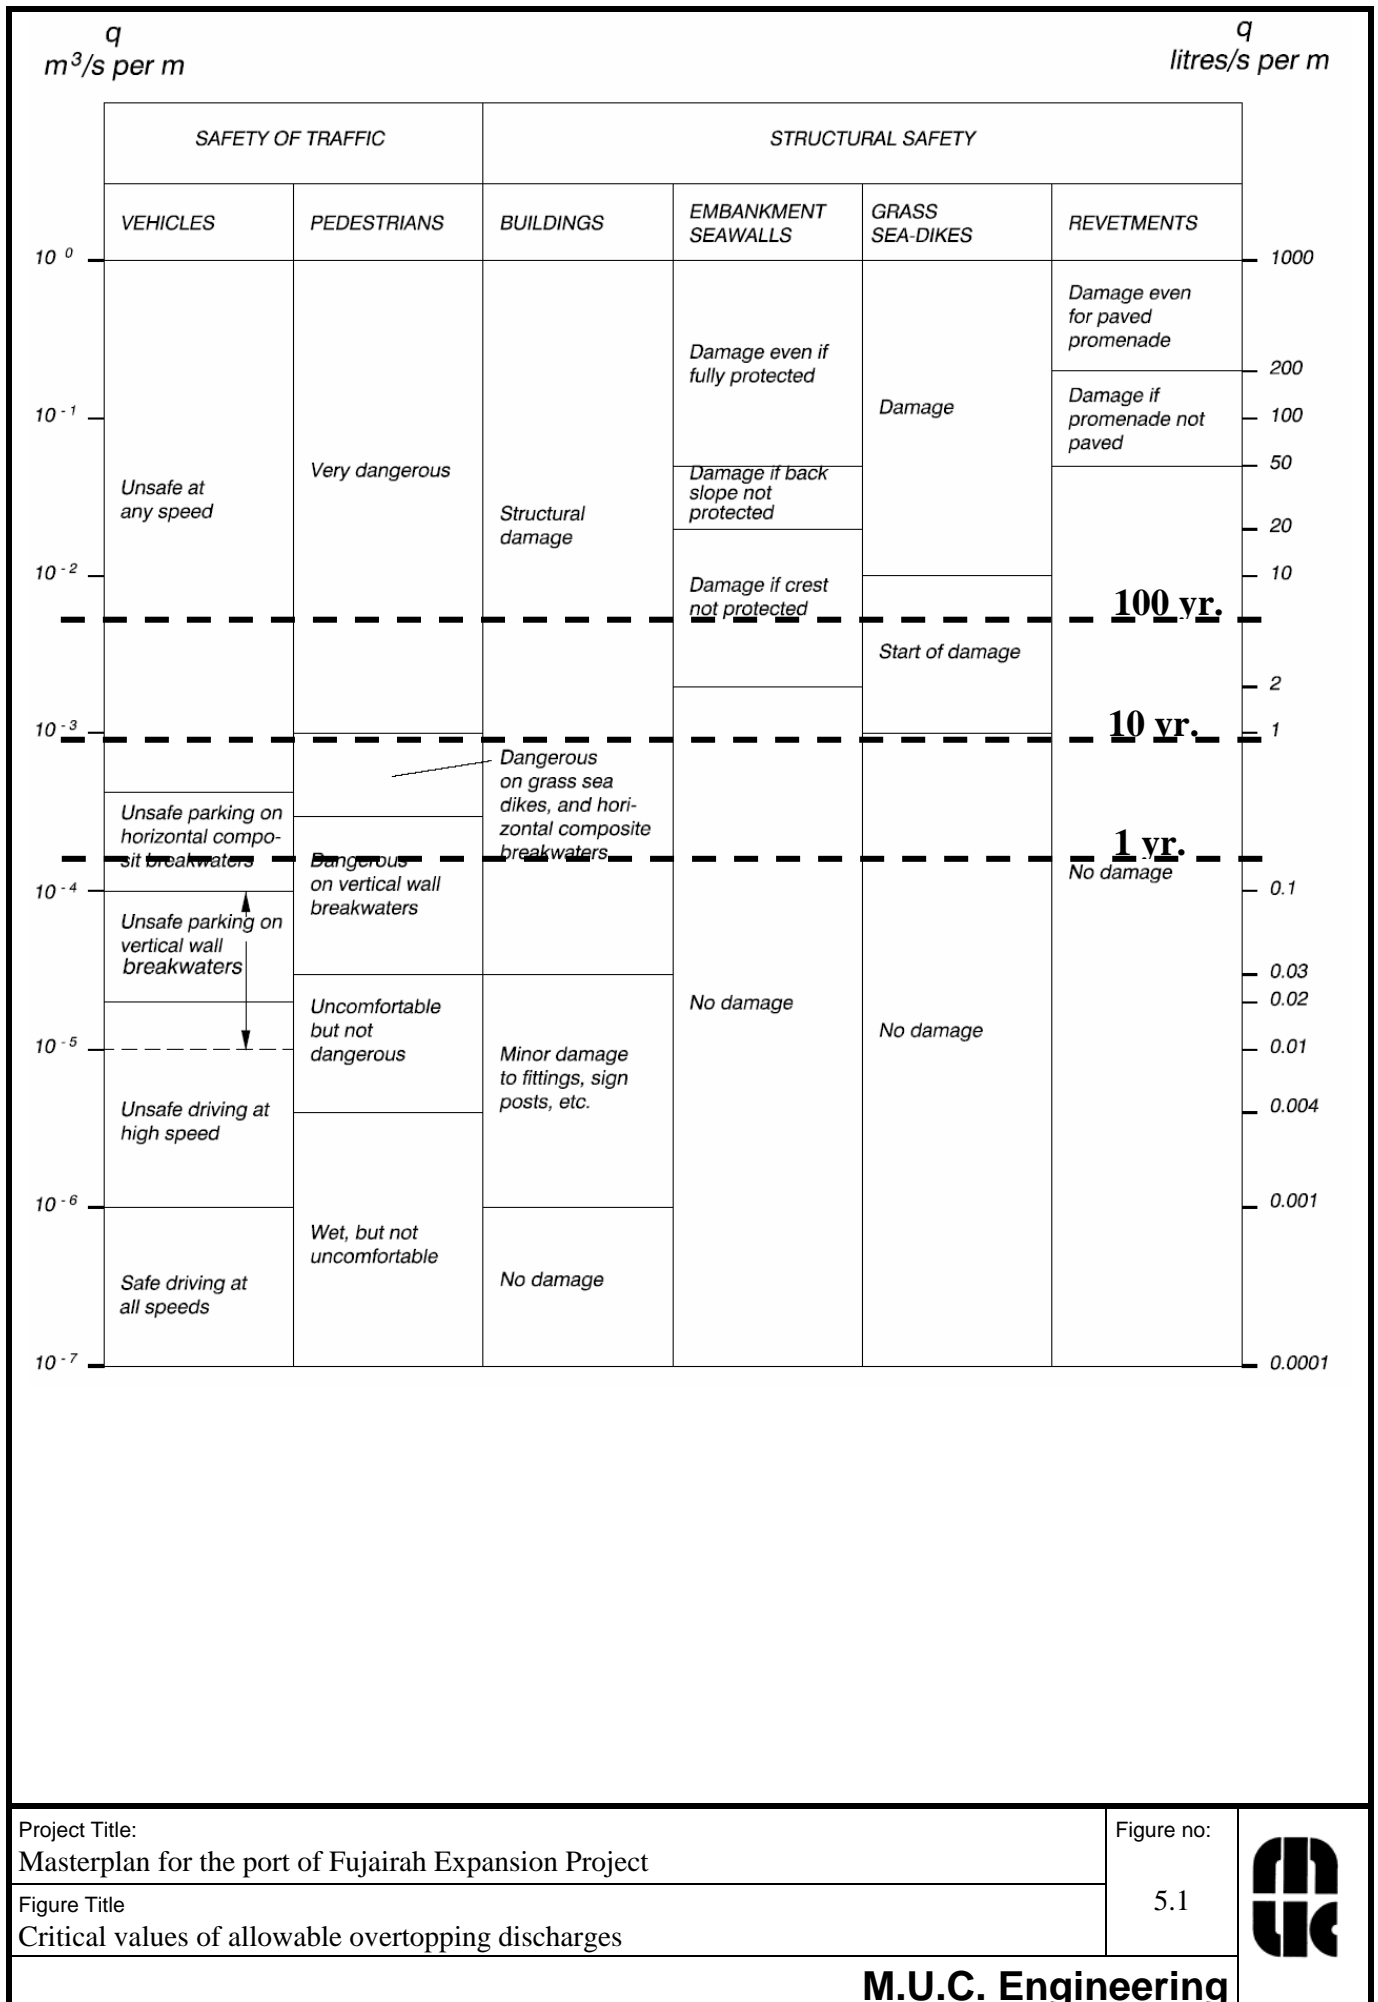 q
m³/s per m
q
litres/s per m
SAFETY OF TRAFFIC
STRUCTURAL SAFETY
VEHICLES
PEDESTRIANS
BUILDINGS
EMBANKMENT
SEAWALLS
GRASS
SEA-DIKES
REVETMENTS
10 ⁰
10 ⁻¹
10 ⁻²
10 ⁻³
10 ⁻⁴
10 ⁻⁵
10 ⁻⁶
10 ⁻⁷
Unsafe at
any speed
Unsafe parking on
horizontal compo-
sit breakwaters
Unsafe parking on
vertical wall
breakwaters
Unsafe driving at
high speed
Safe driving at
all speeds
Very dangerous
Dangerous
on vertical wall
breakwaters
Uncomfortable
but not
dangerous
Wet, but not
uncomfortable
Structural
damage
Dangerous
on grass sea
dikes, and hori-
zontal composite
breakwaters
Minor damage
to fittings, sign
posts, etc.
No damage
Damage even if
fully protected
Damage if back
slope not
protected
Damage if crest
not protected
No damage
Damage
Start of damage
No damage
Damage even
for paved
promenade
Damage if
promenade not
paved
100 yr.
10 yr.
1 yr.
No damage
1000
200
100
50
20
10
2
1
0.1
0.03
0.02
0.01
0.004
0.001
0.0001
Project Title:
Masterplan for the port of Fujairah Expansion Project
Figure Title
Critical values of allowable overtopping discharges
Figure no:
5.1
muc
M.U.C. Engineering